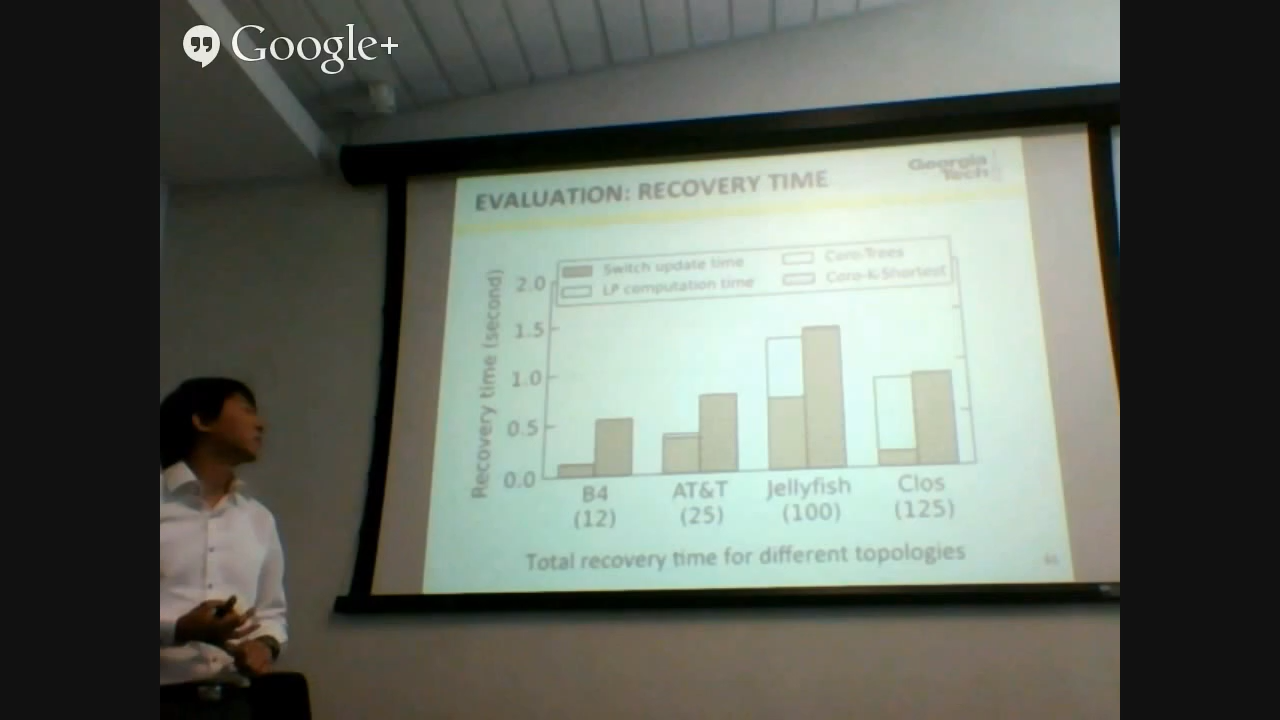 Google+
Georgia
Tech
EVALUATION: RECOVERY TIME
Switch update time
LP computation time
Coro-Trees
Coro-K-Shortest
Recovery time (second)
2.0
1.5
1.0
0.5
0.0
B4 AT&T Jellyfish Clos
(12) (25) (100) (125)
Total recovery time for different topologies